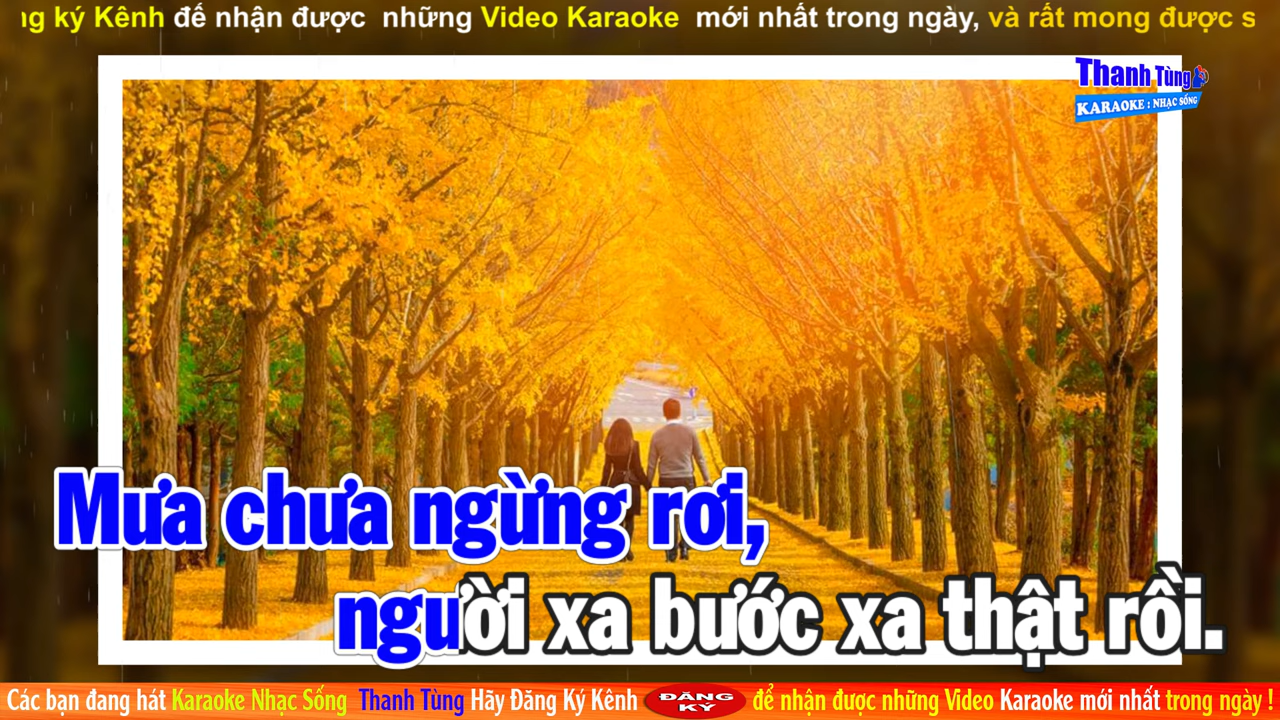 ng ký Kênh đế nhận được những Video Karaoke mới nhất trong ngày, và rất mong được s
Thanh Tùng
KARAOKE : NHẠC SỐNG
Mưa chưa ngừng rơi,
người xa bước xa thật rồi.
Các bạn đang hát Karaoke Nhạc Sống Thanh Tùng Hãy Đăng Ký Kênh ĐĂNG KÝ để nhận được những Video Karaoke mới nhất trong ngày !